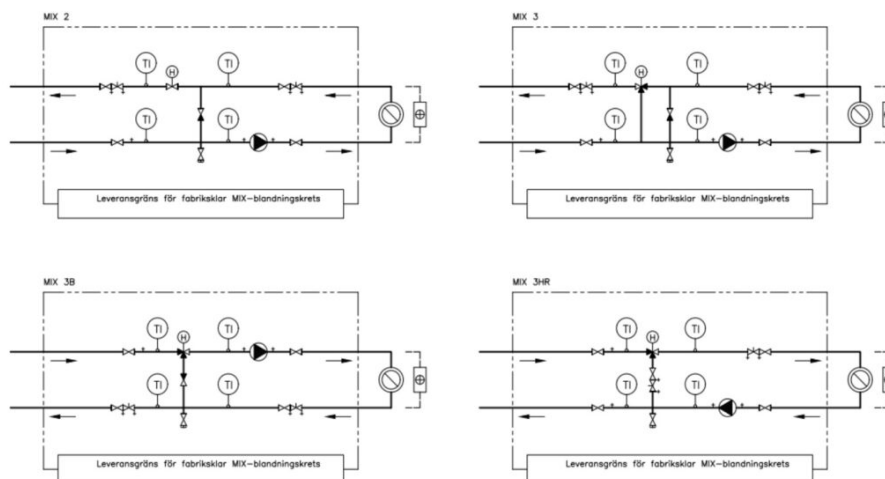 MIX 2
TI
H
TI
TI
TI
Leveransgräns för fabriksklar MIX-blandningskrets
MIX 3
TI
H
TI
TI
TI
Leveransgräns för fabriksklar MIX-blandningskrets
MIX 3B
TI
H
TI
TI
TI
Leveransgräns för fabriksklar MIX-blandningskrets
MIX 3HR
TI
H
TI
TI
TI
Leveransgräns för fabriksklar MIX-blandningskrets